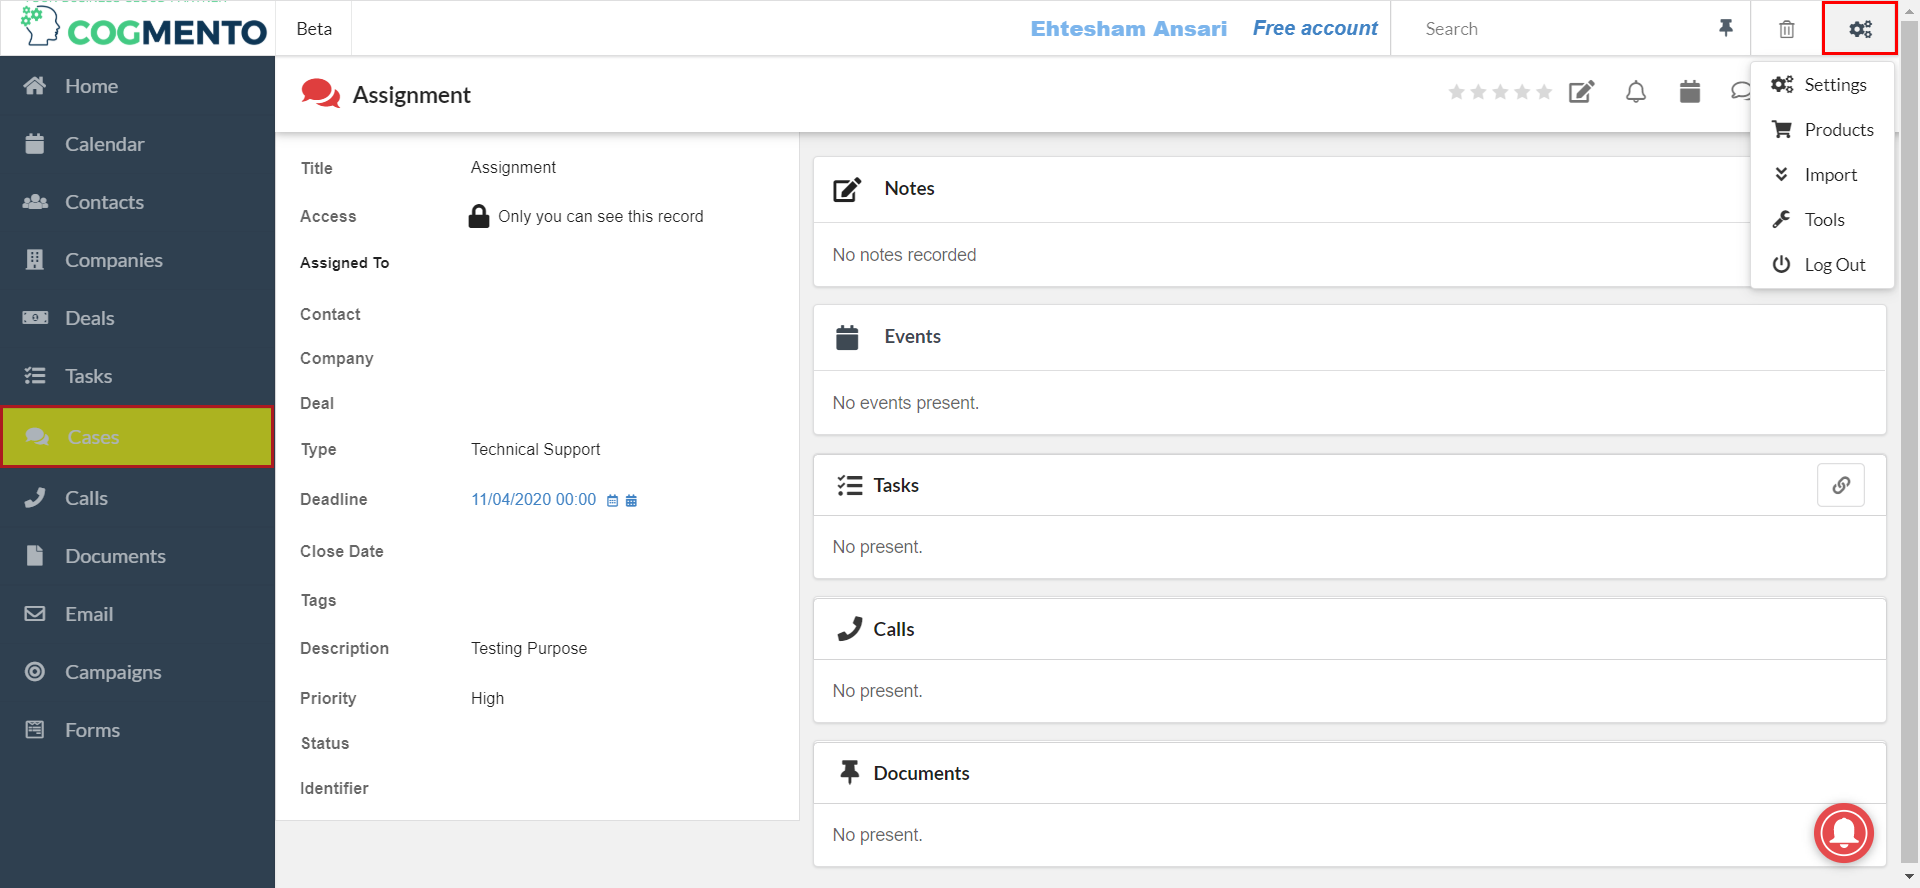 COGMENTO
Beta
Ehtesham Ansari
Free account
Search
Home
Calendar
Contacts
Companies
Deals
Tasks
Cases
Calls
Documents
Email
Campaigns
Forms
Assignment
Settings
Products
Import
Tools
Log Out
Title Assignment
Access Only you can see this record
Assigned To
Contact
Company
Deal
Type Technical Support
Deadline 11/04/2020 00:00
Close Date
Tags
Description Testing Purpose
Priority High
Status
Identifier
Notes
No notes recorded
Events
No events present.
Tasks
No present.
Calls
No present.
Documents
No present.